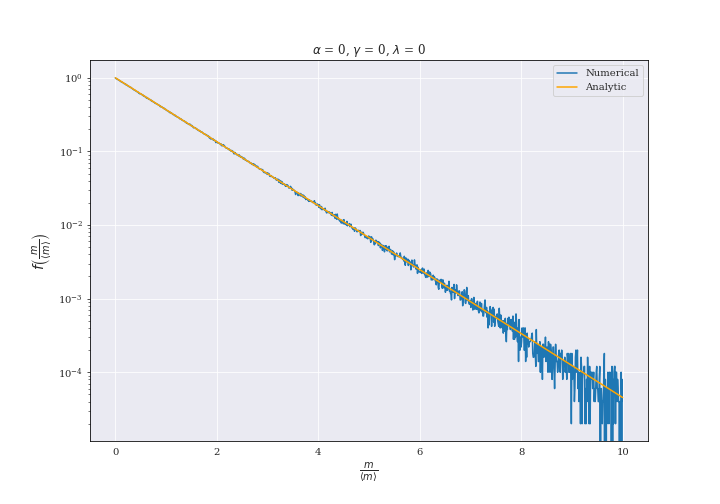 α = 0, γ = 0, λ = 0
Numerical
Analytic
10⁰
10⁻¹
10⁻²
10⁻³
10⁻⁴
f(m/⟨m⟩)
0 2 4 6 8 10
m/⟨m⟩